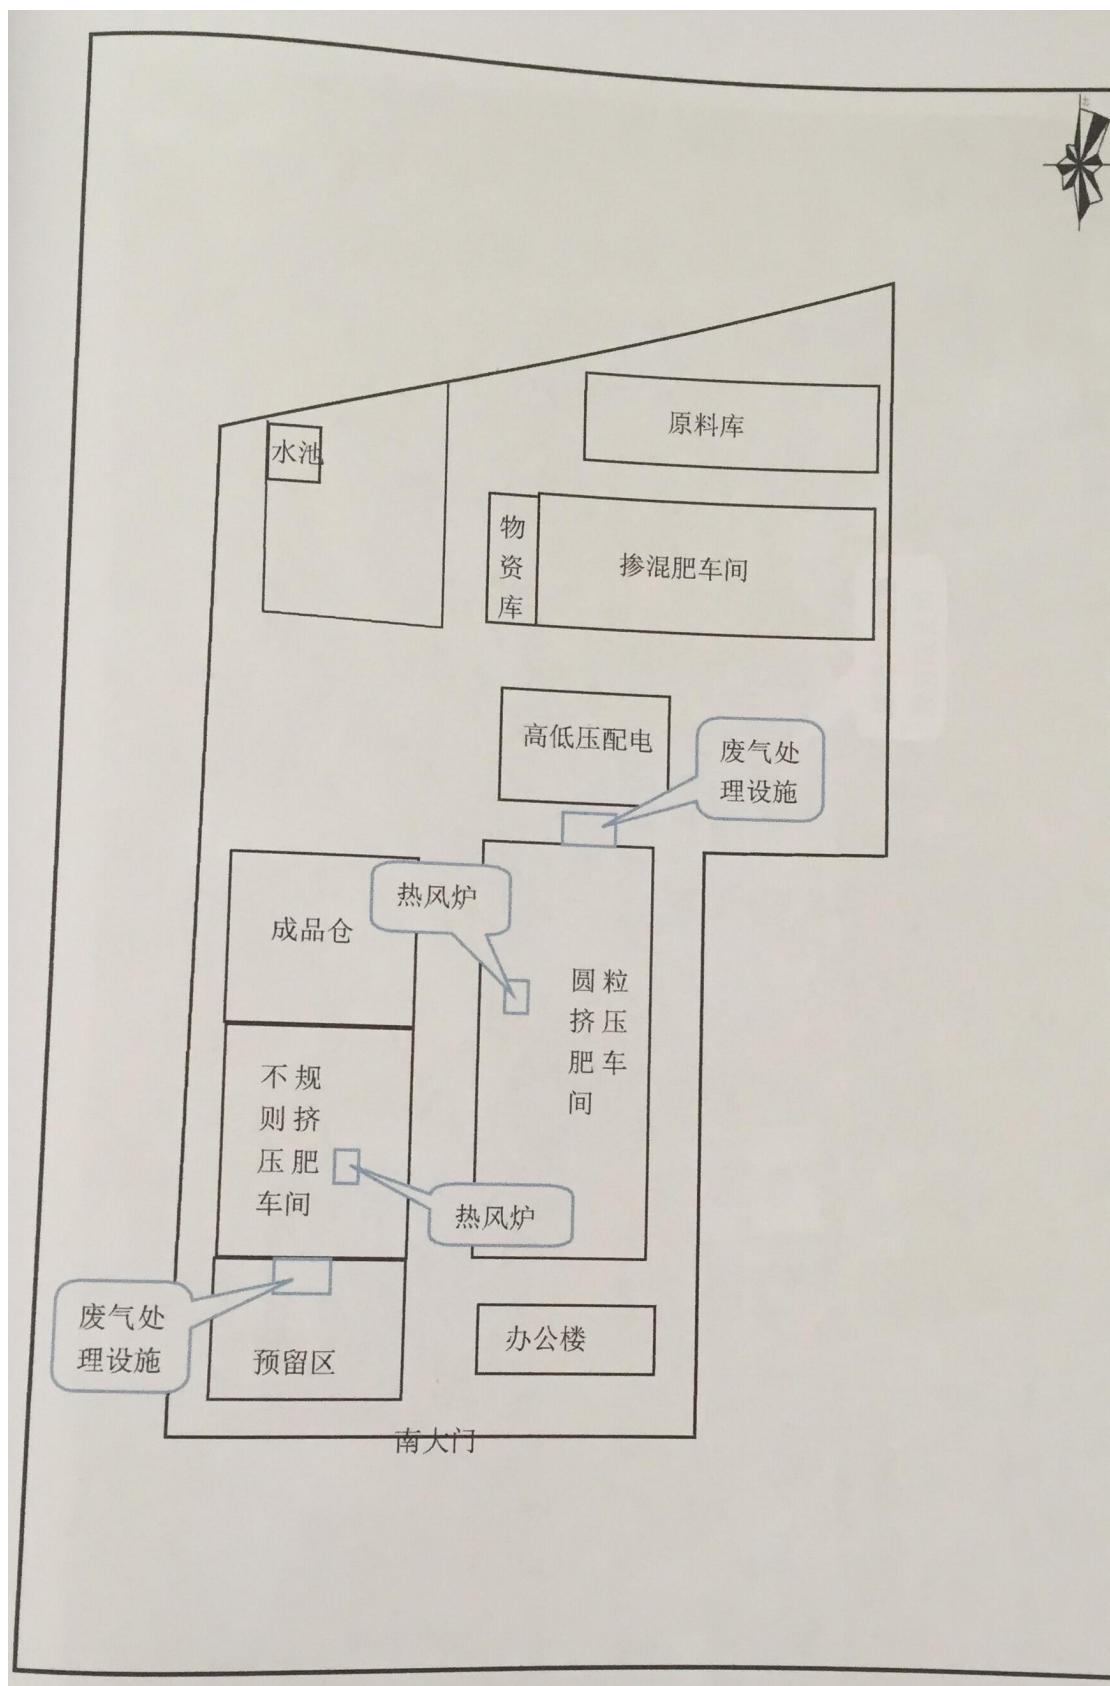 北
原料库
水池
物
资
库
掺混肥车间
高低压配电
废气处
理设施
热风炉
成品仓
圆 粒
挤 压
肥 车
间
不 规
则 挤
压 肥
车间
热风炉
废气处
理设施
预留区
办公楼
南大门